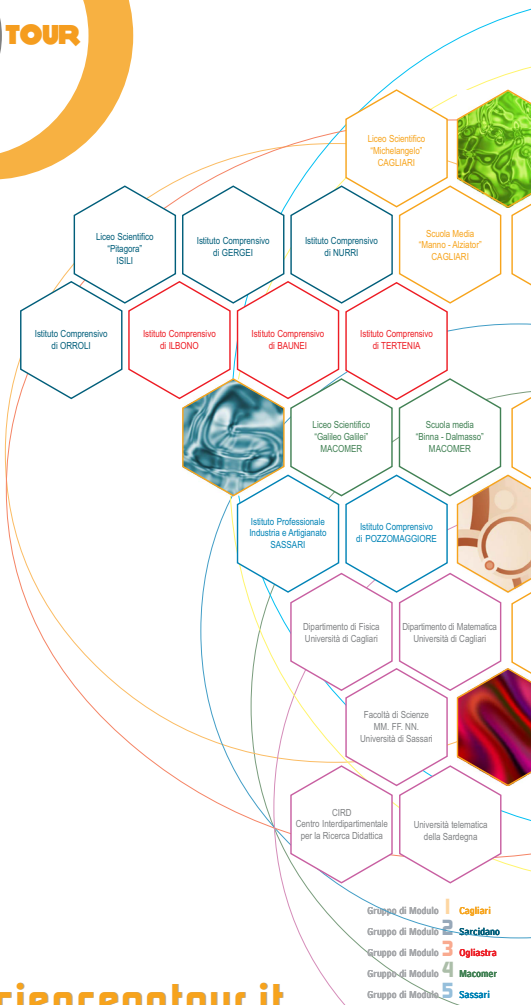 TOUR
Liceo Scientifico
"Michelangelo"
CAGLIARI
Liceo Scientifico
"Pitagora"
ISILI
Istituto Comprensivo
di GERGEI
Istituto Comprensivo
di NURRI
Scuola Media
"Manno - Alziator"
CAGLIARI
Istituto Comprensivo
di ORROLI
Istituto Comprensivo
di ILBONO
Istituto Comprensivo
di BAUNEI
Istituto Comprensivo
di TERTENIA
Liceo Scientifico
"Galileo Galilei"
MACOMER
Scuola media
"Binna - Dalmasso"
MACOMER
Istituto Professionale
Industria e Artigianato
SASSARI
Istituto Comprensivo
di POZZOMAGGIORE
Dipartimento di Fisica
Università di Cagliari
Dipartimento di Matematica
Università di Cagliari
Facoltà di Scienze
MM. FF. NN.
Università di Sassari
CIRD
Centro Interdipartimentale
per la Ricerca Didattica
Università telematica
della Sardegna
Gruppo di Modulo 1 Cagliari
Gruppo di Modulo 2 Sarcidano
Gruppo di Modulo 3 Ogliastra
Gruppo di Modulo 4 Macomer
Gruppo di Modulo 5 Sassari